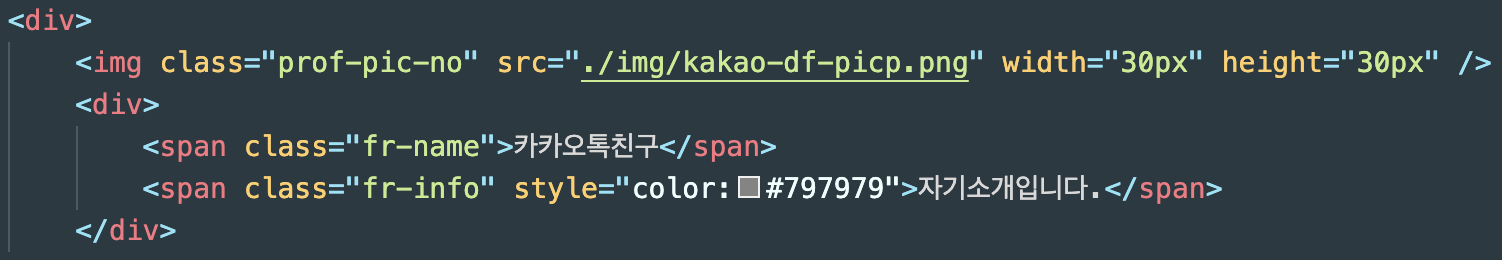 <div>
<img class="prof-pic-no" src="./img/kakao-df-picp.png" width="30px" height="30px" />
<div>
<span class="fr-name">카카오톡친구</span>
<span class="fr-info" style="color:#797979">자기소개입니다.</span>
</div>